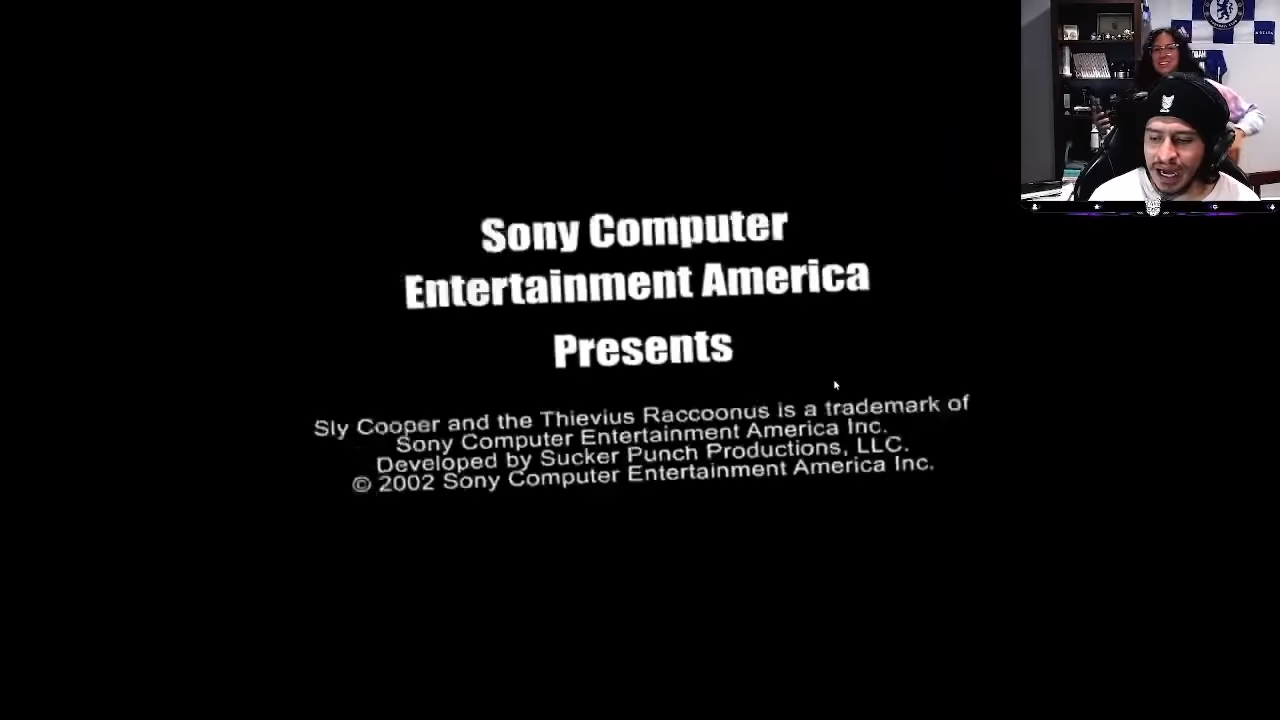 Sony Computer
Entertainment America
Presents
Sly Cooper and the Thievius Raccoonus is a trademark of
Sony Computer Entertainment America Inc.
Developed by Sucker Punch Productions, LLC.
© 2002 Sony Computer Entertainment America Inc.